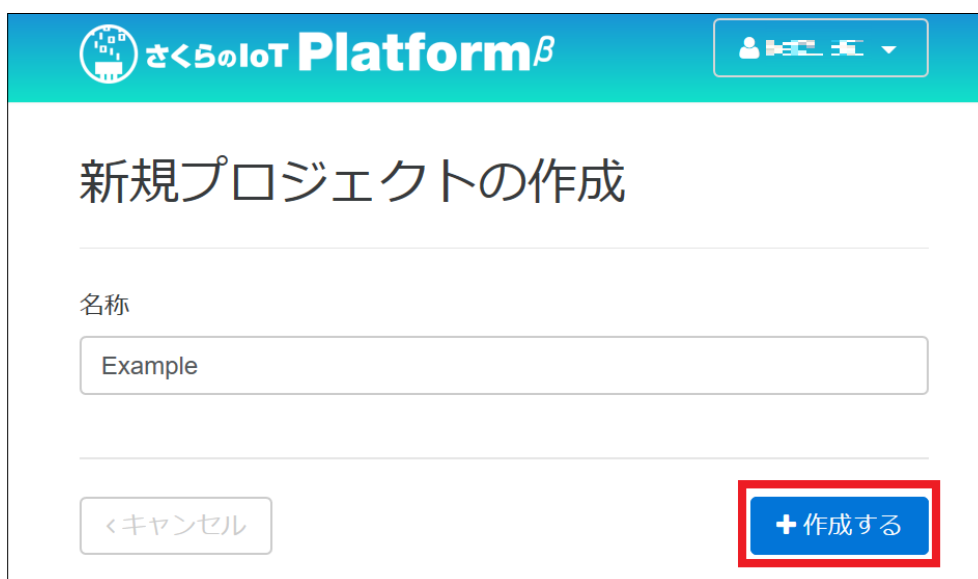 さくらのIoT Platformβ
新規プロジェクトの作成
名称
Example
キャンセル
作成する